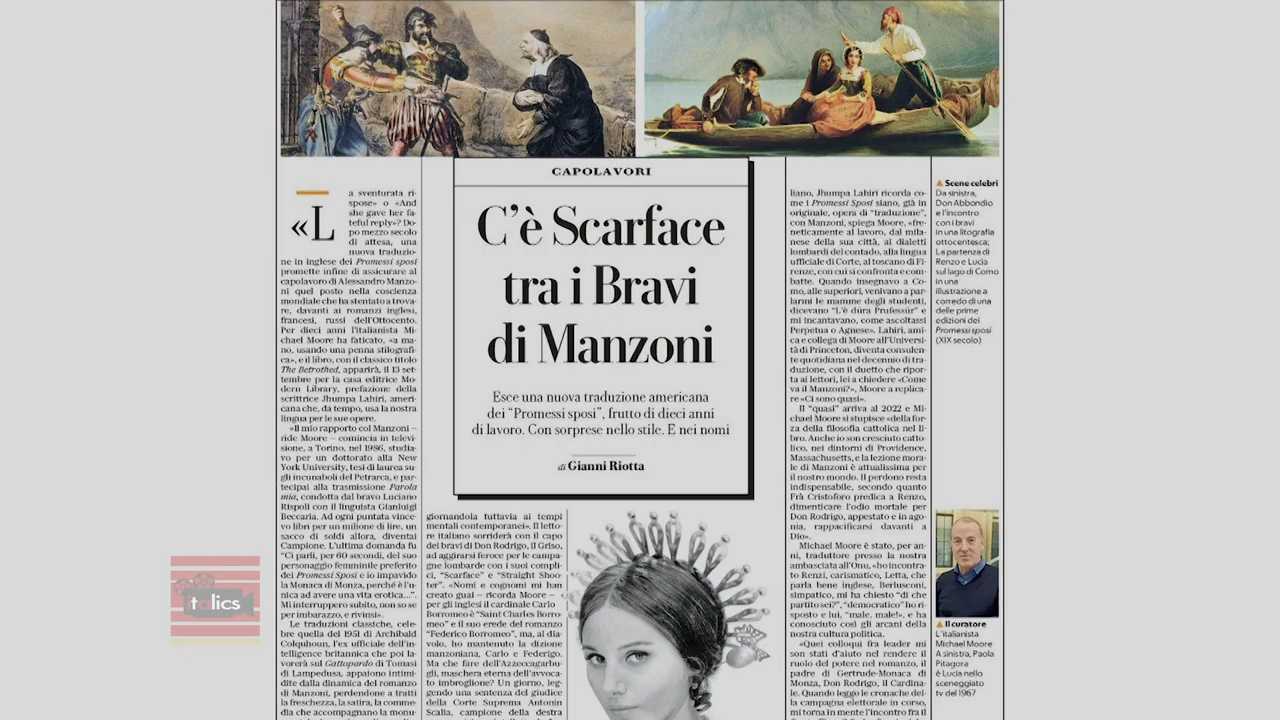 CAPOLAVORI
C'è Scarface
tra i Bravi
di Manzoni
Esce una nuova traduzione americana
dei "Promessi sposi", frutto di dieci anni
di lavoro. Con sorprese nello stile. E nei nomi
di Gianni Riotta
«L
a sventurata ri-
spose» o «And
she gave her fa-
teful reply»? Do-
po mezzo secolo
di attesa, una
nuova traduzio-
ne in inglese dei Promessi sposi
promette infine di assicurare al
capolavoro di Alessandro Manzo-
ni quel posto nella coscienza
mondiale che ha stentato a trova-
re, davanti ai romanzi inglesi,
francesi, russi dell'Ottocento.
Per dieci anni l'italianista Mi-
chael Moore ha faticato, «a ma-
no, usando una penna stilografi-
ca», e il libro, con il classico titolo
The Betrothed, apparirà, il 13 set-
tembre per la casa editrice Mo-
dern Library, prefazione della
scrittrice Jhumpa Lahiri, ameri-
cana che, da tempo, usa la nostra
lingua per le sue opere.
«Il mio rapporto col Manzoni –
ride Moore – comincia in televi-
sione, a Torino, nel 1986, studia-
vo per un dottorato alla New
York University, tesi di laurea su-
gli incunaboli del Petrarca, e par-
tecipai alla trasmissione Parola
mia, condotta dal bravo Luciano
Rispoli con il linguista Gianluigi
Beccaria. Ad ogni puntata vince-
vo libri per un milione di lire, un
sacco di soldi allora, diventai
Campione. L'ultima domanda fu
"Ci parli, per 60 secondi, del suo
personaggio femminile preferito
dei Promessi Sposi e io impavido
la Monaca di Monza, perché è l'u-
nica ad avere una vita erotica...".
Mi interruppero subito, non so se
per imbarazzo, e rivinsi».
Le traduzioni classiche, cele-
bre quella del 1951 di Archibald
Colquhoun, l'ex ufficiale dell'in-
telligence britannica che poi la-
vorerà sul Gattopardo di Tomasi
di Lampedusa, appaiono intimi-
dite dalla dinamica del romanzo
di Manzoni, perdendone a tratti
la freschezza, la satira, la comme-
dia che accompagnano la monu-
giornandola tuttavia ai tempi
mentali contemporanei». Il letto-
re italiano sorriderà con il capo
dei bravi di Don Rodrigo, il Griso,
ad aggirarsi feroce per le campa-
gne lombarde con i suoi compli-
ci, "Scarface" e "Straight Shoo-
ter". «Nomi e cognomi mi han
creato guai – ricorda Moore –
per gli inglesi il cardinale Carlo
Borromeo è "Saint Charles Borro-
meo" e il suo erede del romanzo
"Federico Borromeo", ma, al dia-
volo, ho mantenuto la dizione
manzoniana, Carlo e Federigo.
Ma che fare dell'Azzeccagarbu-
gli, maschera eterna dell'avvoca-
to imbroglione? Un giorno, leg-
gendo una sentenza del giudice
della Corte Suprema Antonin
Scalia, campione della destra
liano, Jhumpa Lahiri ricorda co-
me i Promessi Sposi siano, già in
originale, opera di "traduzione",
con Manzoni, spiega Moore, «fre-
neticamente al lavoro, dal mila-
nese della sua città, ai dialetti
lombardi del contado, alla lingua
ufficiale di Corte, al toscano di Fi-
renze, con cui si confronta e com-
batte. Quando insegnavo a Co-
mo, alle superiori, venivano a par-
larmi le mamme degli studenti,
dicevano "L'è dûra Prufessûr" e
mi incantavano, come ascoltassi
Perpetua o Agnese». Lahiri, ami-
ca e collega di Moore all'Universi-
tà di Princeton, diventa consulen-
te quotidiana nel decennio di tra-
duzione, con il duetto che ripor-
ta ai lettori, lei a chiedere «Come
va il Manzoni?», Moore a replica-
re «Ci sono quasi».
Il "quasi" arriva al 2022 e Mi-
chael Moore si stupisce «della for-
za della filosofia cattolica nel li-
bro. Anche io son cresciuto catto-
lico, nei dintorni di Providence,
Massachusetts, e la lezione mora-
le di Manzoni è attualissima per
il nostro mondo. Il perdono resta
indispensabile, secondo quanto
Frà Cristoforo predica a Renzo,
dimenticare l'odio mortale per
Don Rodrigo, appestato e in ago-
nia, rappacificarsi davanti a
Dio».
Michael Moore è stato, per an-
ni, traduttore presso la nostra
ambasciata all'Onu, «ho incontra-
to Renzi, carismatico, Letta, che
parla bene inglese, Berlusconi,
simpatico, mi ha chiesto "di che
partito sei?", "democratico" ho ri-
sposto e lui, "male, male!», e ha
conosciuto così gli arcani della
nostra cultura politica.
«Quei colloqui fra leader mi
son stati d'aiuto nel rendere il
ruolo del potere nel romanzo, il
padre di Gertrude-Monaca di
Monza, Don Rodrigo, il Cardina-
le. Quando leggo le cronache del-
la campagna elettorale in corso,
mi torna in mente l'incontro fra il
Scene celebri
Da sinistra,
Don Abbondio
e l'incontro
con i bravi
in una litografia
ottocentesca;
La partenza di
Renzo e Lucia
sul lago di Como
in una
illustrazione a
corredo di una
delle prime
edizioni dei
Promessi sposi
(XIX secolo)
Il curatore
L'italianista
Michael Moore
A sinistra, Paola
Pitagora
è Lucia nello
sceneggiato
tv del 1967
italics